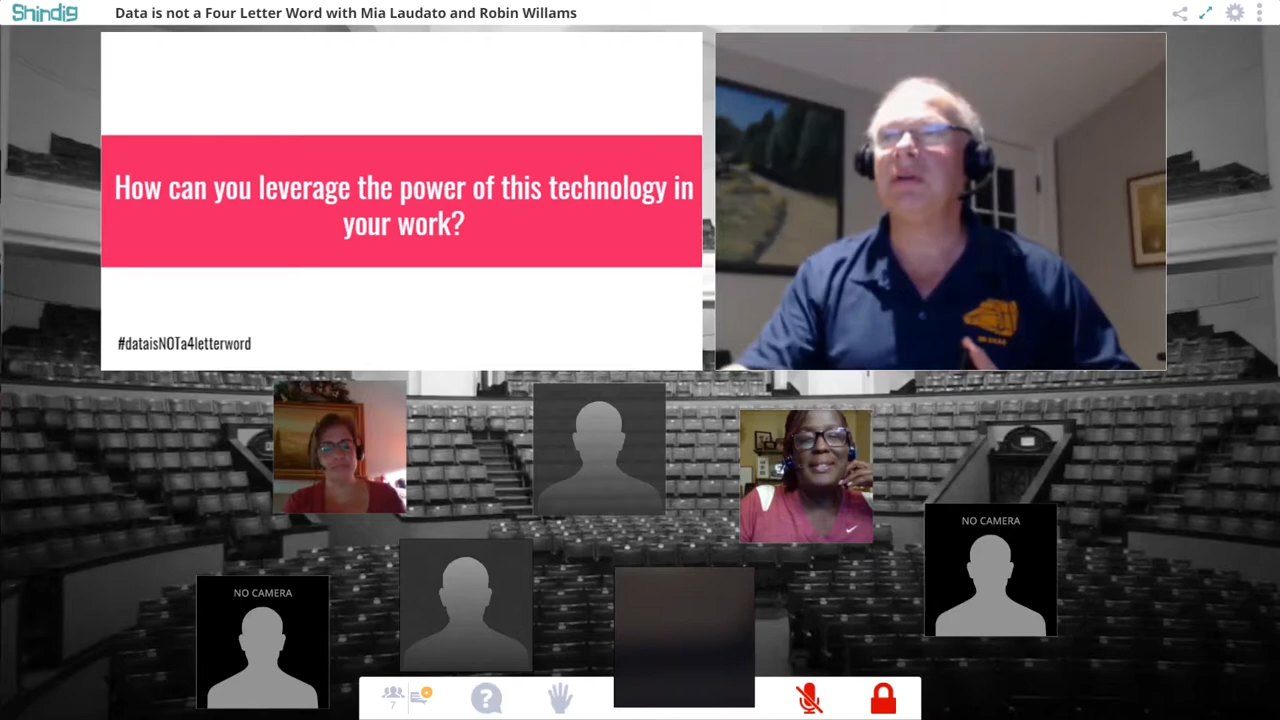 Shindig
Data is not a Four Letter Word with Mia Laudato and Robin Willams
How can you leverage the power of this technology in
your work?
#dataisNOTa4letterword
NO CAMERA
NO CAMERA
7